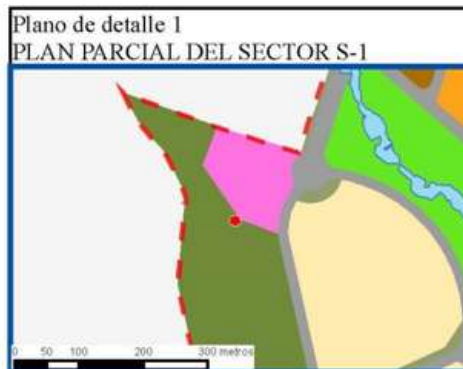 Plano de detalle 1
PLAN PARCIAL DEL SECTOR S-1
0 50 100 200 300 metros